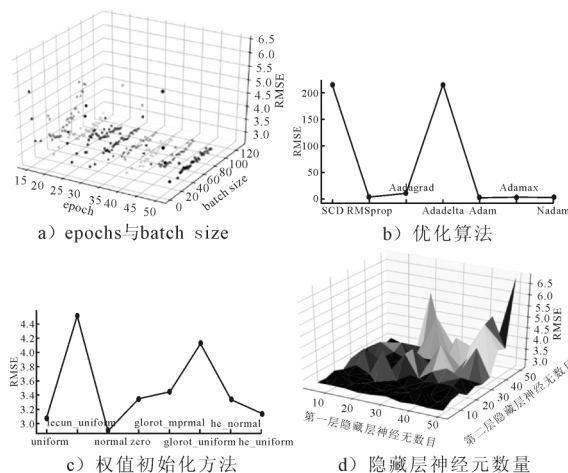 6.5
6.0
5.5
5.0
4.5
4.0
3.5
3.0
RMSE
15 20 25 30 35 40 45 50
epoch
0 20 40 60 80 100 120
batch size
a）epochs与batch size
200
150
100
50
0
RMSE
Aadagrad Adamax
SCD RMSprop Adadelta Adam Nadam
b）优化算法
4.4
4.2
4.0
3.8
3.6
3.4
3.2
3.0
RMSE
lecun_uniform glorot_mprmal he_normal
uniform normal zero glorot_uniform he_uniform
c）权值初始化方法
6.5
6.0
5.5
5.0
4.5
4.0
3.5
3.0
RMSE
0 10 20 30 40 50
第一层隐藏层神经无数目
0 10 20 30 40 50
第二层隐藏层神经无数目
d）隐藏层神经元数量